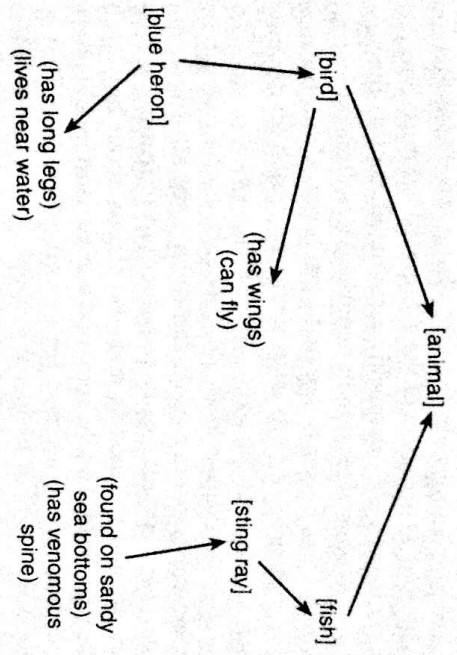 [animal]
[bird]
[fish]
(has wings)
(can fly)
[blue heron]
[sting ray]
(has long legs)
(lives near water)
(found on sandy
sea bottoms)
(has venomous
spine)